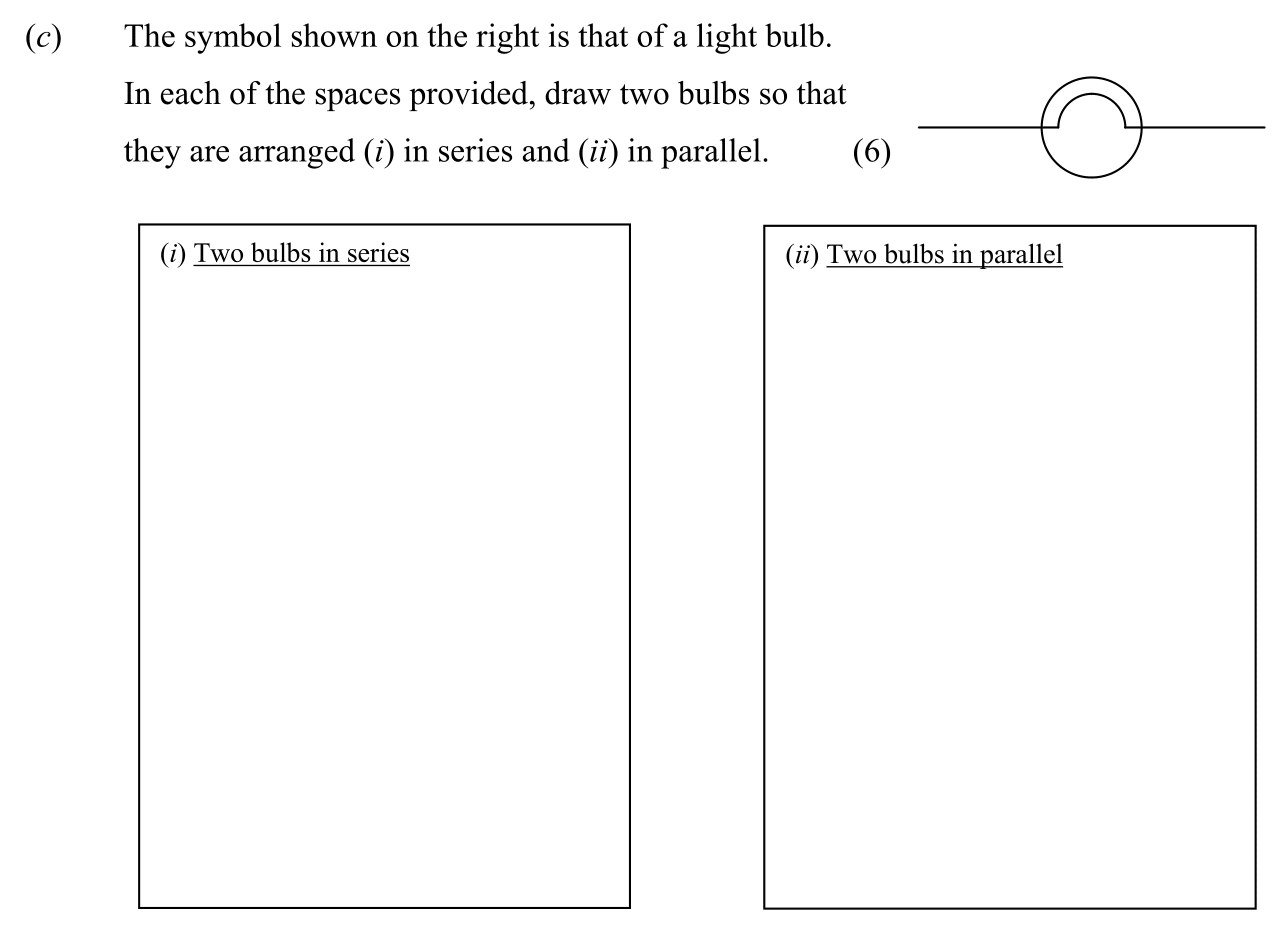 (c) The symbol shown on the right is that of a light bulb.
In each of the spaces provided, draw two bulbs so that
they are arranged (i) in series and (ii) in parallel. (6)
(i) Two bulbs in series
(ii) Two bulbs in parallel